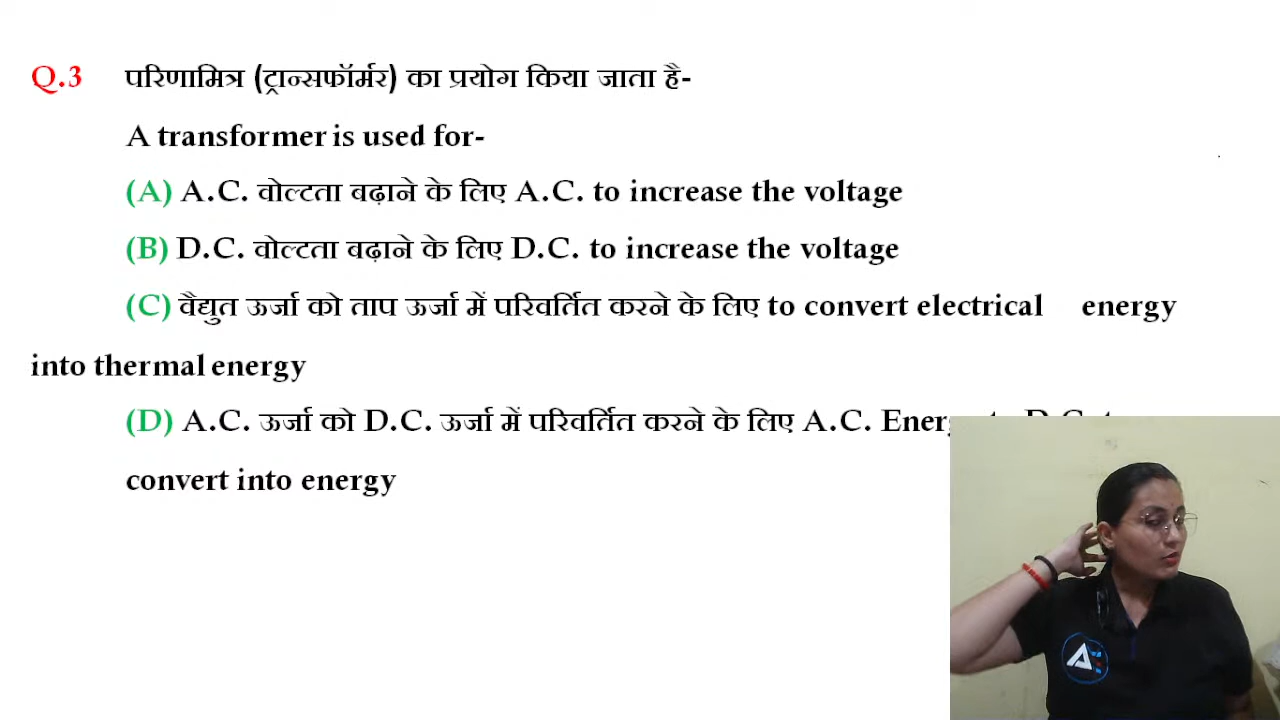 Q.3 परिणामित्र (ट्रान्सफॉर्मर) का प्रयोग किया जाता है-
A transformer is used for-
(A) A.C. वोल्टता बढ़ाने के लिए A.C. to increase the voltage
(B) D.C. वोल्टता बढ़ाने के लिए D.C. to increase the voltage
(C) वैद्युत ऊर्जा को ताप ऊर्जा में परिवर्तित करने के लिए to convert electrical energy
into thermal energy
(D) A.C. ऊर्जा को D.C. ऊर्जा में परिवर्तित करने के लिए A.C.
convert into energy